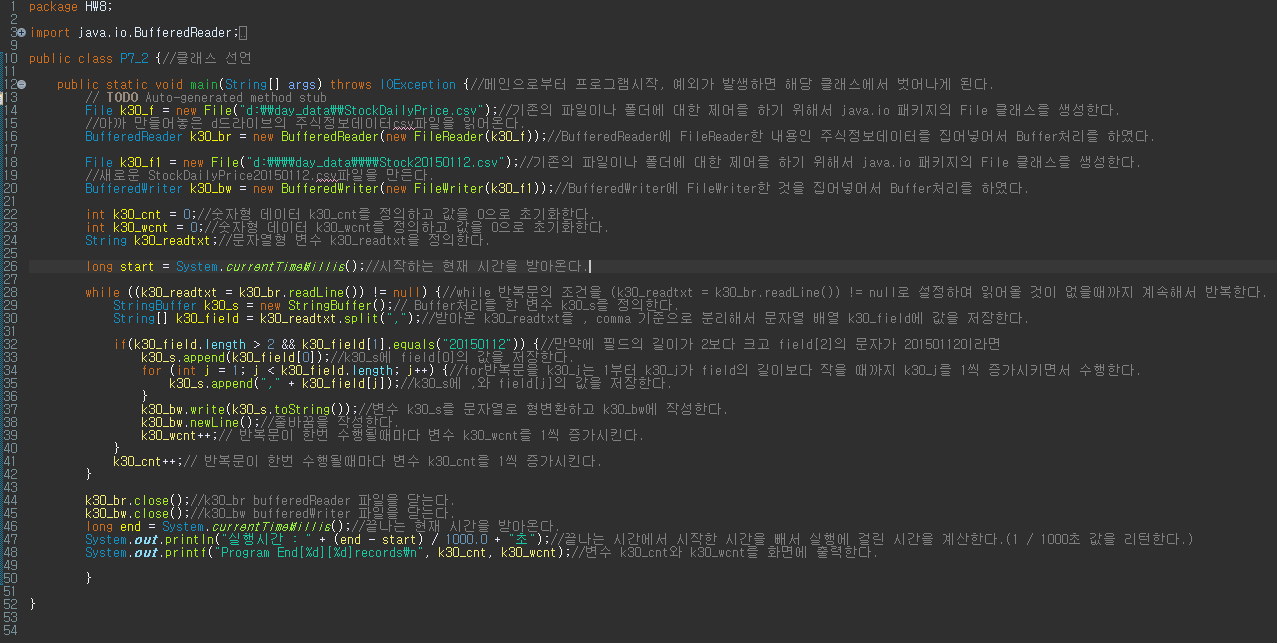 1 package HW8;
2
3 import java.io.BufferedReader;
9
10 public class P7_2 {//클래스 선언
11
12 public static void main(String[] args) throws IOException {//메인으로부터 프로그램시작, 예외가 발생하면 해당 클래스에서 벗어나게 된다.
13 // TODO Auto-generated method stub
14 File k30_f = new File("d:₩₩day_data₩₩StockDailyPrice.csv");//기존의 파일이나 폴더에 대한 제어를 하기 위해서 java.io 패키지의 File 클래스를 생성한다.
15 //아까 만들어놓은 d드라이브의 주식정보데이터csv파일을 읽어온다.
16 BufferedReader k30_br = new BufferedReader(new FileReader(k30_f));//BufferedReader에 FileReader한 내용인 주식정보데이터를 집어넣어서 Buffer처리를 하였다.
17
18 File k30_f1 = new File("d:₩₩₩₩day_data₩₩₩₩Stock20150112.csv");//기존의 파일이나 폴더에 대한 제어를 하기 위해서 java.io 패키지의 File 클래스를 생성한다.
19 //새로운 StockDailyPrice20150112.csv파일을 만든다.
20 BufferedWriter k30_bw = new BufferedWriter(new FileWriter(k30_f1));//BufferedWriter에 FileWriter한 것을 집어넣어서 Buffer처리를 하였다.
21
22 int k30_cnt = 0;//숫자형 데이터 k30_cnt를 정의하고 값을 0으로 초기화한다.
23 int k30_wcnt = 0;//숫자형 데이터 k30_wcnt를 정의하고 값을 0으로 초기화한다.
24 String k30_readtxt;//문자열형 변수 k30_readtxt을 정의한다.
25
26 long start = System.currentTimeMillis();//시작하는 현재 시간을 받아온다.
27
28 while ((k30_readtxt = k30_br.readLine()) != null) {//while 반복문의 조건을 (k30_readtxt = k30_br.readLine()) != null로 설정하여 읽어올 것이 없을때까지 계속해서 반복한다.
29 StringBuffer k30_s = new StringBuffer();// Buffer처리를 한 변수 k30_s를 정의한다.
30 String[] k30_field = k30_readtxt.split(",");//받아온 k30_readtxt를 , comma 기준으로 분리해서 문자열 배열 k30_field에 값을 저장한다.
31
32 if(k30_field.length > 2 && k30_field[1].equals("20150112")) {//만약에 필드의 길이가 2보다 크고 field[2]의 문자가 20150112이라면
33 k30_s.append(k30_field[0]);//k30_s에 field[0]의 값을 저장한다.
34 for (int j = 1; j < k30_field.length; j++) {//for반복문을 k30_j는 1부터 k30_j가 field의 길이보다 작을 때까지 k30_j를 1씩 증가시키면서 수행한다.
35 k30_s.append("," + k30_field[j]);//k30_s에 ,와 field[j]의 값을 저장한다.
36 }
37 k30_bw.write(k30_s.toString());//변수 k30_s를 문자열로 형변환하고 k30_bw에 작성한다.
38 k30_bw.newLine();//줄바꿈을 작성한다.
39 k30_wcnt++;// 반복문이 한번 수행될때마다 변수 k30_wcnt를 1씩 증가시킨다.
40 }
41 k30_cnt++;// 반복문이 한번 수행될때마다 변수 k30_cnt를 1씩 증가시킨다.
42 }
43
44 k30_br.close();//k30_br bufferedReader 파일을 닫는다.
45 k30_bw.close();//k30_bw bufferedWriter 파일을 닫는다.
46 long end = System.currentTimeMillis();//끝나는 현재 시간을 받아온다.
47 System.out.println("실행시간 : " + (end - start) / 1000.0 + "초");//끝나는 시간에서 시작한 시간을 빼서 실행에 걸린 시간을 계산한다.(1 / 1000초 값을 리턴한다.)
48 System.out.printf("Program End[%d][%d]records₩n", k30_cnt, k30_wcnt);//변수 k30_cnt와 k30_wcnt를 화면에 출력한다.
49
50 }
51
52 }
53
54